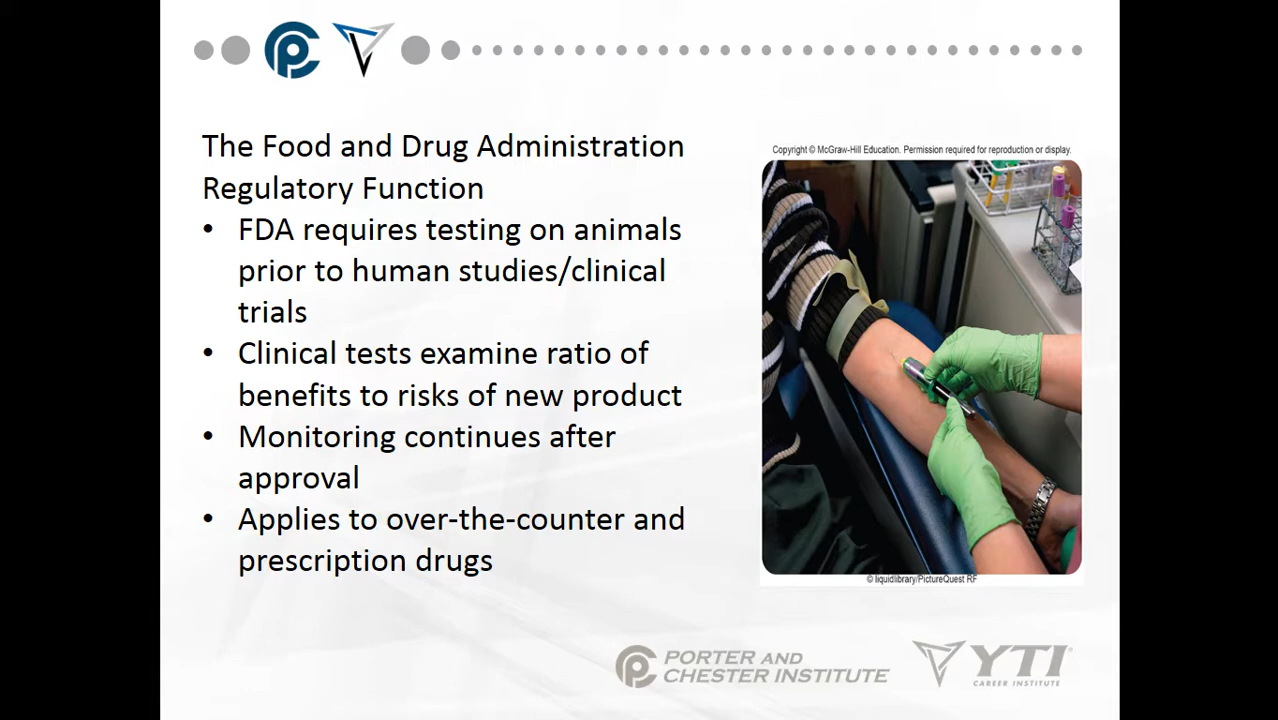 The Food and Drug Administration
Regulatory Function
• FDA requires testing on animals
prior to human studies/clinical
trials
• Clinical tests examine ratio of
benefits to risks of new product
• Monitoring continues after
approval
• Applies to over-the-counter and
prescription drugs
Copyright © McGraw-Hill Education. Permission required for reproduction or display.
© liquidlibrary/PictureQuest RF
PORTER AND
CHESTER INSTITUTE
YTI®
CAREER INSTITUTE